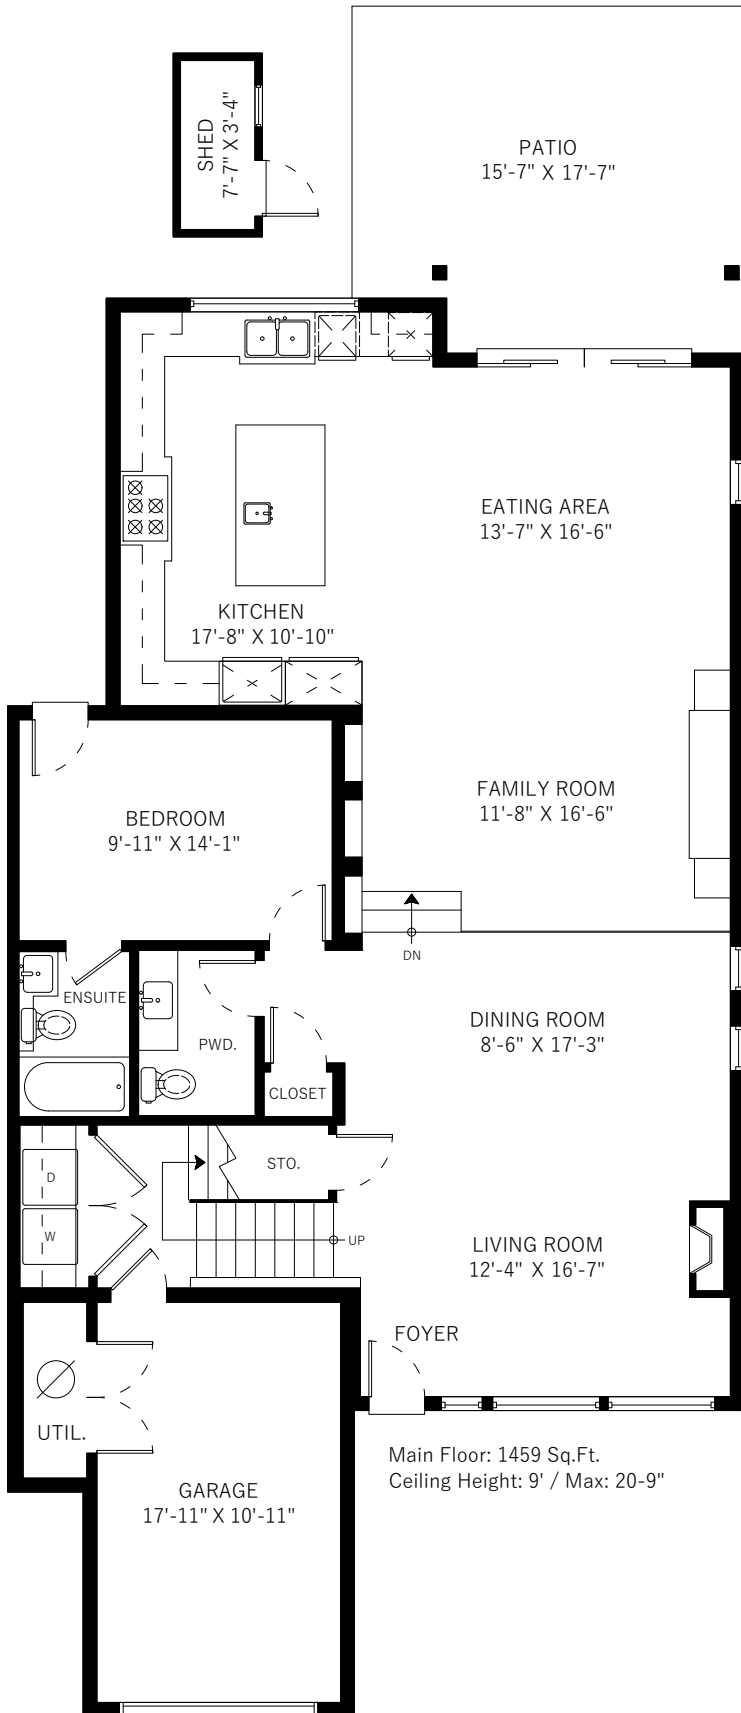 SHED
7'-7" X 3'-4"
PATIO
15'-7" X 17'-7"
EATING AREA
13'-7" X 16'-6"
KITCHEN
17'-8" X 10'-10"
FAMILY ROOM
11'-8" X 16'-6"
BEDROOM
9'-11" X 14'-1"
DN
ENSUITE
PWD.
DINING ROOM
8'-6" X 17'-3"
CLOSET
STO.
D
W
UP
LIVING ROOM
12'-4" X 16'-7"
FOYER
UTIL.
Main Floor: 1459 Sq.Ft.
Ceiling Height: 9' / Max: 20-9"
GARAGE
17'-11" X 10'-11"